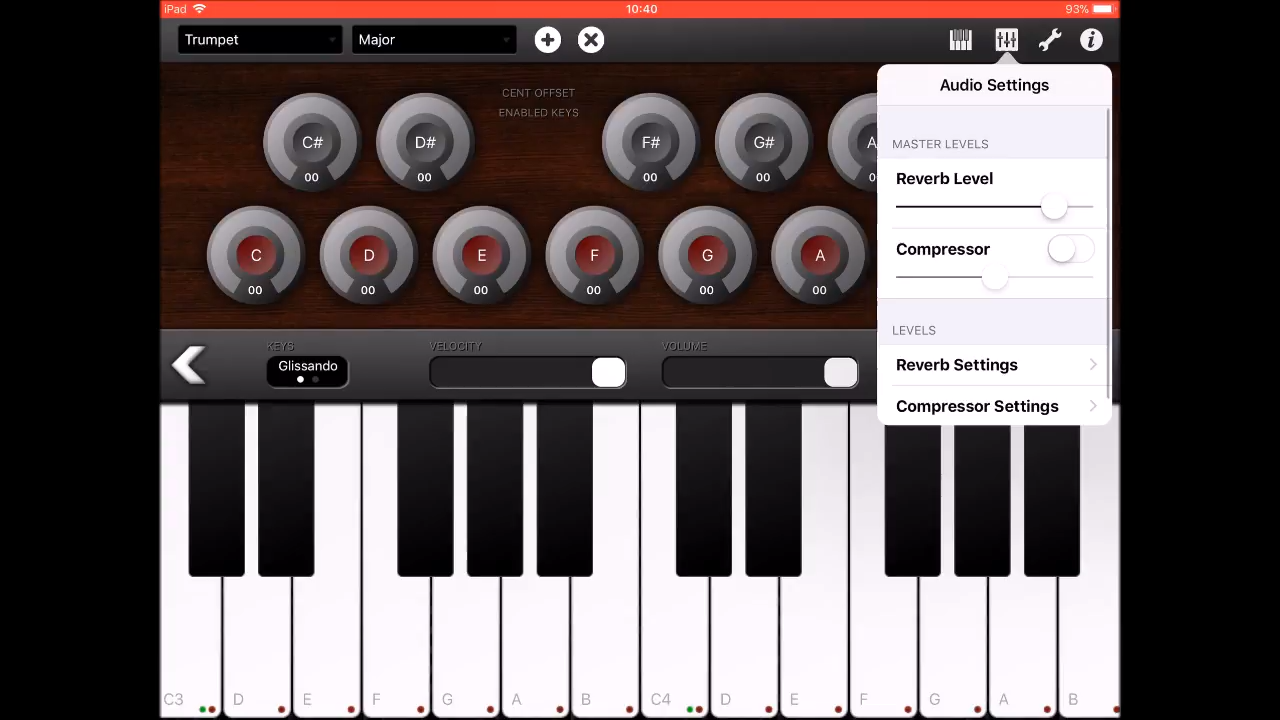 iPad 10:40 93%
Trumpet Major
Audio Settings
CENT OFFSET
ENABLED KEYS
C# D# F# G# A
00 00 00 00 00
C D E F G A
00 00 00 00 00 00
MASTER LEVELS
Reverb Level
Compressor
LEVELS
Reverb Settings
Compressor Settings
KEYS VELOCITY VOLUME
Glissando
C3 D E F G A B C4 D E F G A B